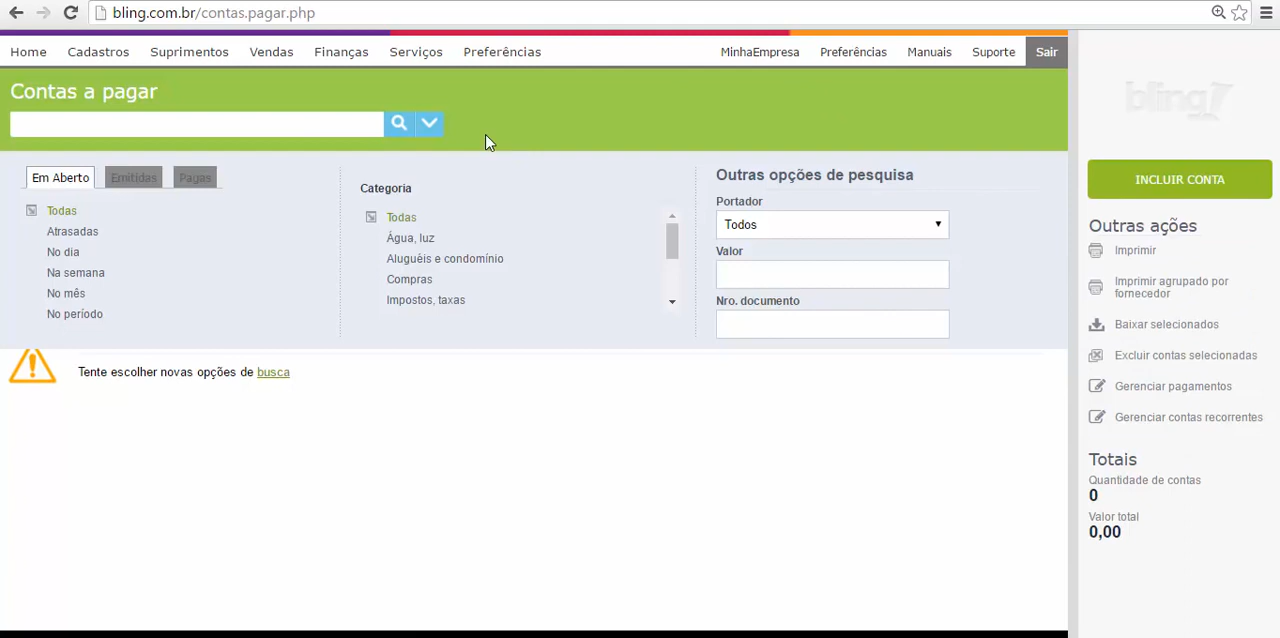 bling.com.br/contas.pagar.php
Home Cadastros Suprimentos Vendas Finanças Serviços Preferências MinhaEmpresa Preferências Manuais Suporte Sair
Contas a pagar
Em Aberto Emitidas Pagas
Todas
Atrasadas
No dia
Na semana
No mês
No período
Categoria
Todas
Água, luz
Aluguéis e condomínio
Compras
Impostos, taxas
Outras opções de pesquisa
Portador
Todos
Valor
Nro. documento
Tente escolher novas opções de busca
bling
INCLUIR CONTA
Outras ações
Imprimir
Imprimir agrupado por
fornecedor
Baixar selecionados
Excluir contas selecionadas
Gerenciar pagamentos
Gerenciar contas recorrentes
Totais
Quantidade de contas
0
Valor total
0,00